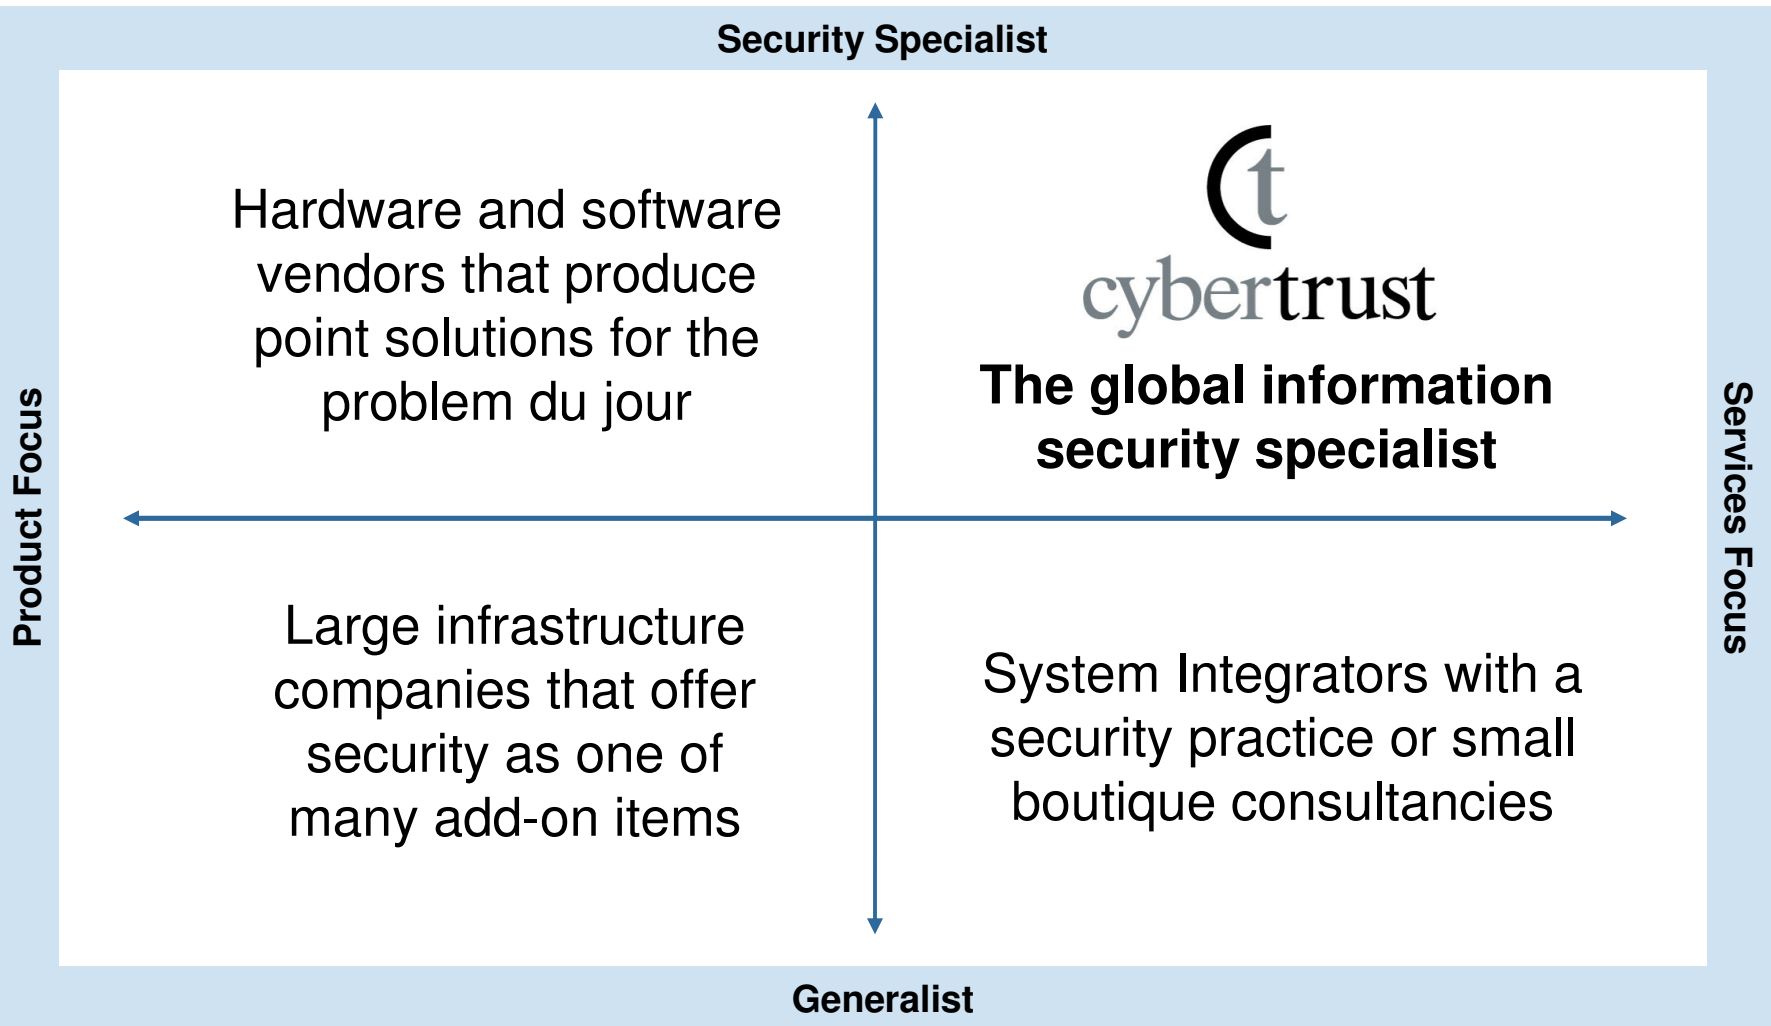 Security Specialist
Product Focus
Hardware and software
vendors that produce
point solutions for the
problem du jour
Ct
cybertrust
The global information
security specialist
Services Focus
Large infrastructure
companies that offer
security as one of
many add-on items
System Integrators with a
security practice or small
boutique consultancies
Generalist